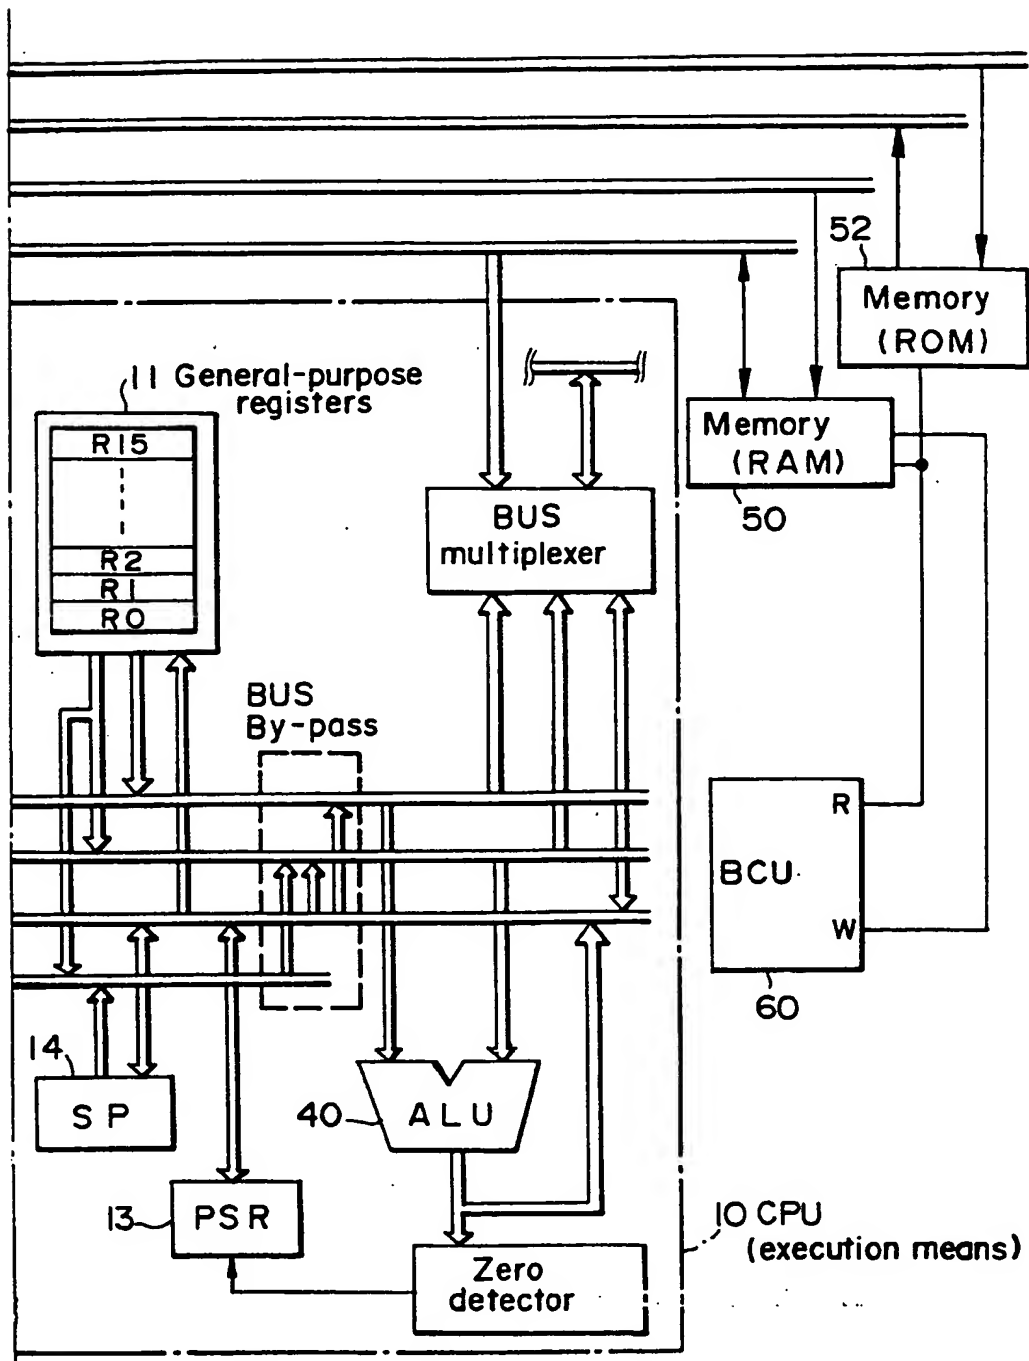 52
Memory
(ROM)
11 General-purpose
registers
R15
R2
R1
R0
Memory
(RAM)
50
BUS
multiplexer
BUS
By-pass
R
BCU
W
60
14
SP
40
ALU
13
PSR
10 CPU
(execution means)
Zero
detector